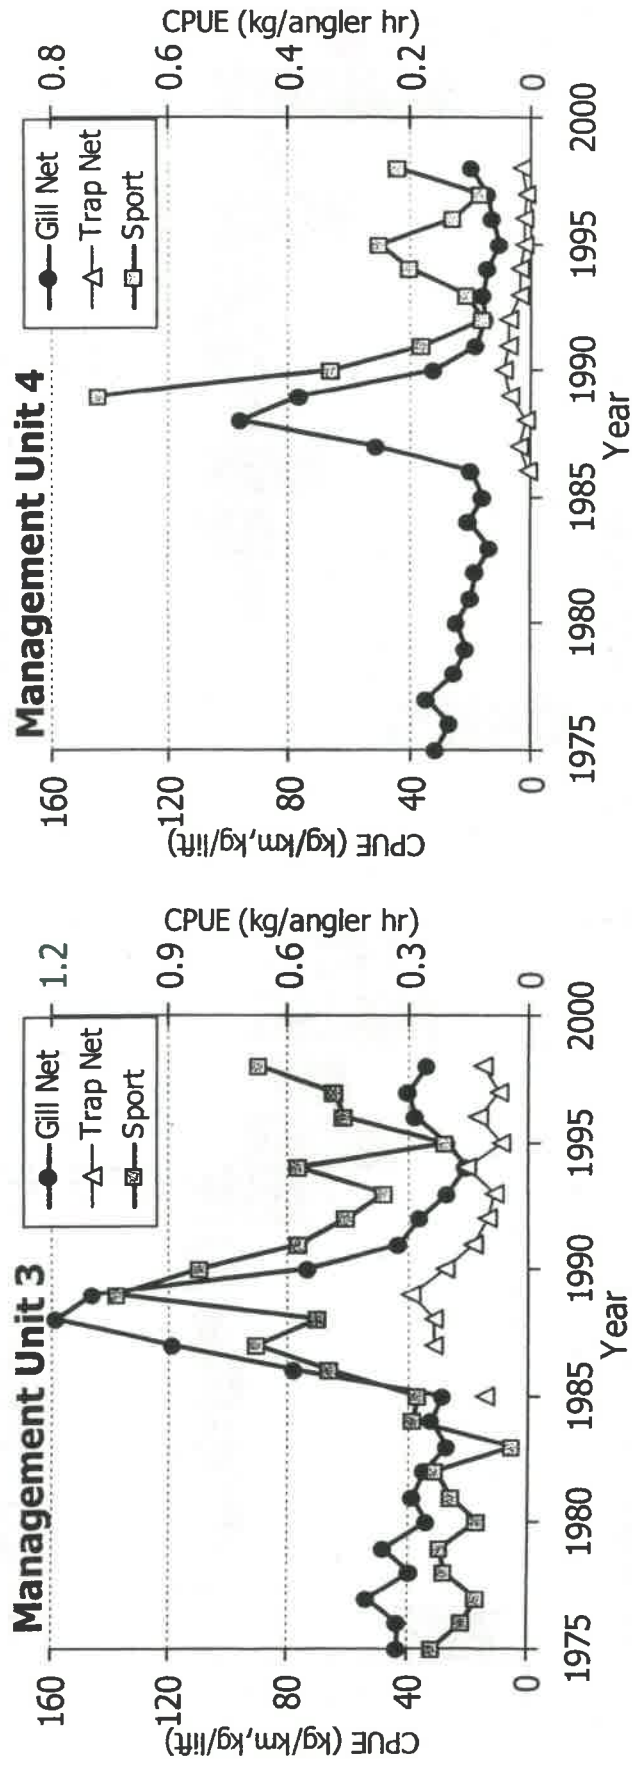 Management Unit 3
Gill Net
Trap Net
Sport
CPUE (kg/km,kg/lift)
160
120
80
40
0
CPUE (kg/angler hr)
1.2
0.9
0.6
0.3
0
1975
1980
1985
1990
1995
2000
Year
Management Unit 4
Gill Net
Trap Net
Sport
CPUE (kg/km,kg/lift)
160
120
80
40
0
CPUE (kg/angler hr)
0.8
0.6
0.4
0.2
0
1975
1980
1985
1990
1995
2000
Year